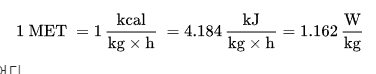 1 MET = 1 kcal / kg × h = 4.184 kJ / kg × h = 1.162 W / kg